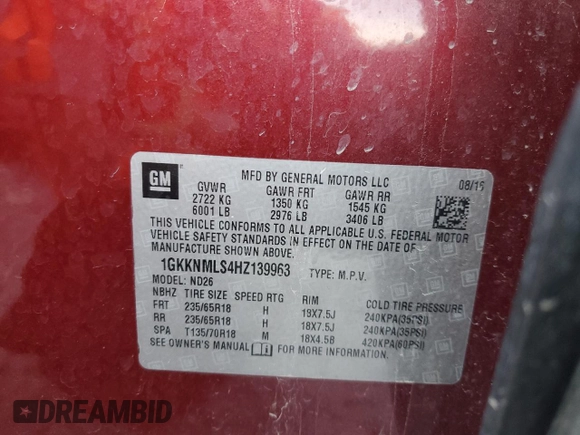 GM
MFD BY GENERAL MOTORS LLC
08/15
GVWR GAWR FRT GAWR RR
2722 KG 1350 KG 1545 KG
6001 LB 2976 LB 3406 LB
THIS VEHICLE CONFORMS TO ALL APPLICABLE U.S. FEDERAL MOTOR
VEHICLE SAFETY STANDARDS IN EFFECT ON THE DATE OF
MANUFACTURE SHOWN ABOVE.
1GKKNMLS4HZ139963 TYPE: M.P.V.
MODEL: ND26
NBHZ TIRE SIZE SPEED RTG RIM COLD TIRE PRESSURE
FRT 235/65R18 H 18X7.5J 240KPA(35PSI)
RR 235/65R18 H 18X7.5J 240KPA(35PSI)
SPA T135/70R18 M 18X4.5B 420KPA(60PSI)
SEE OWNER'S MANUAL FOR MORE INFORMATION.
DREAMBID